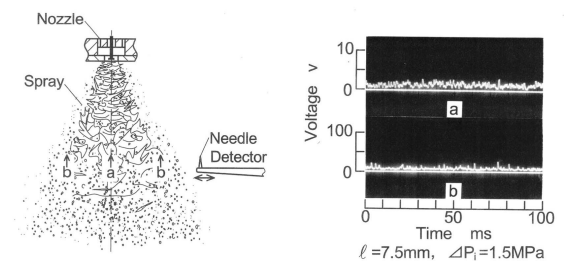 Nozzle
Spray
Needle
Detector
b a b
Voltage v
10
0
a
100
0
b
0 50 100
Time ms
ℓ =7.5mm, ⊿Pᵢ=1.5MPa